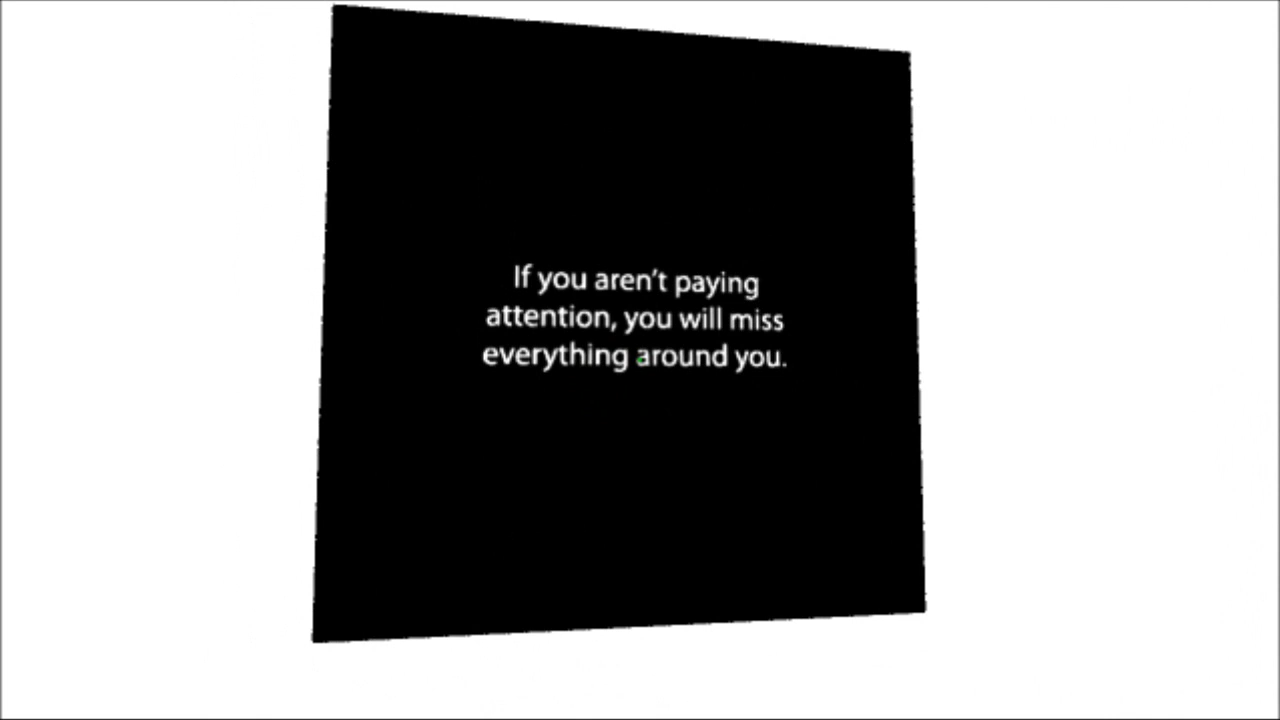 If you aren't paying
attention, you will miss
everything around you.